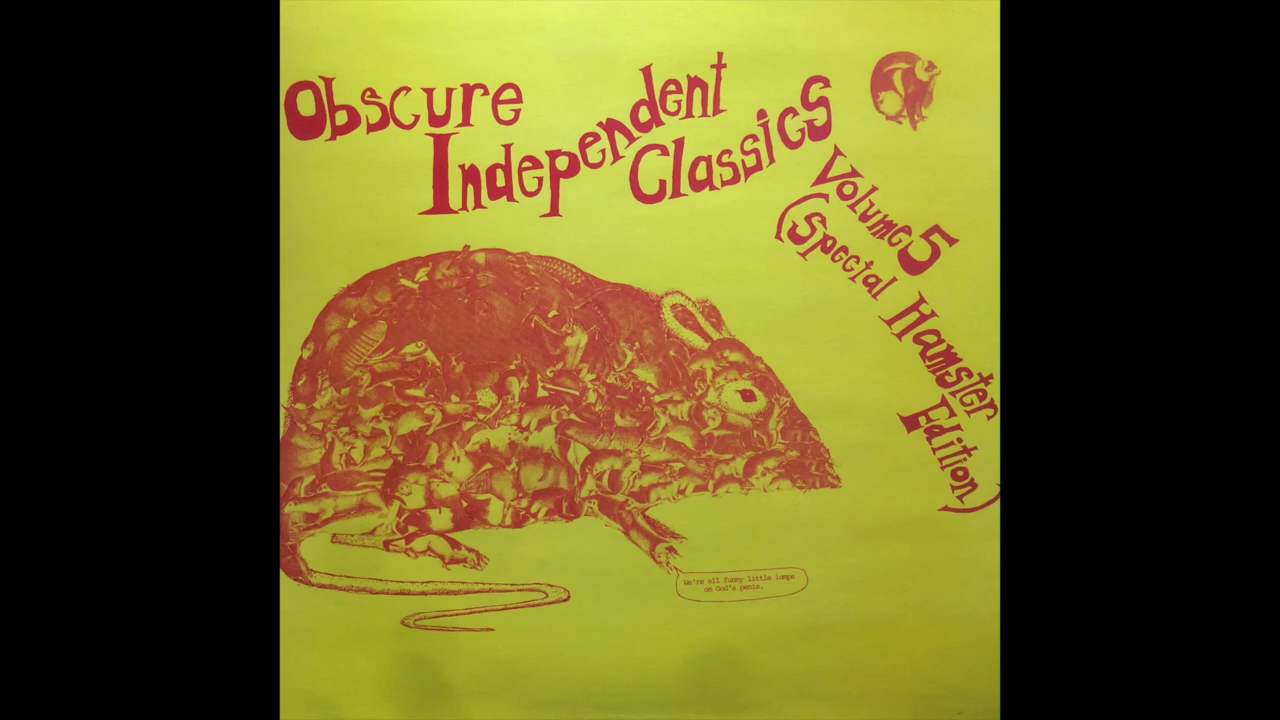 Obscure
Independent
Classics
Volume 5
(Special Hamster
Edition)
We're all funny little lumps
on God's penis.